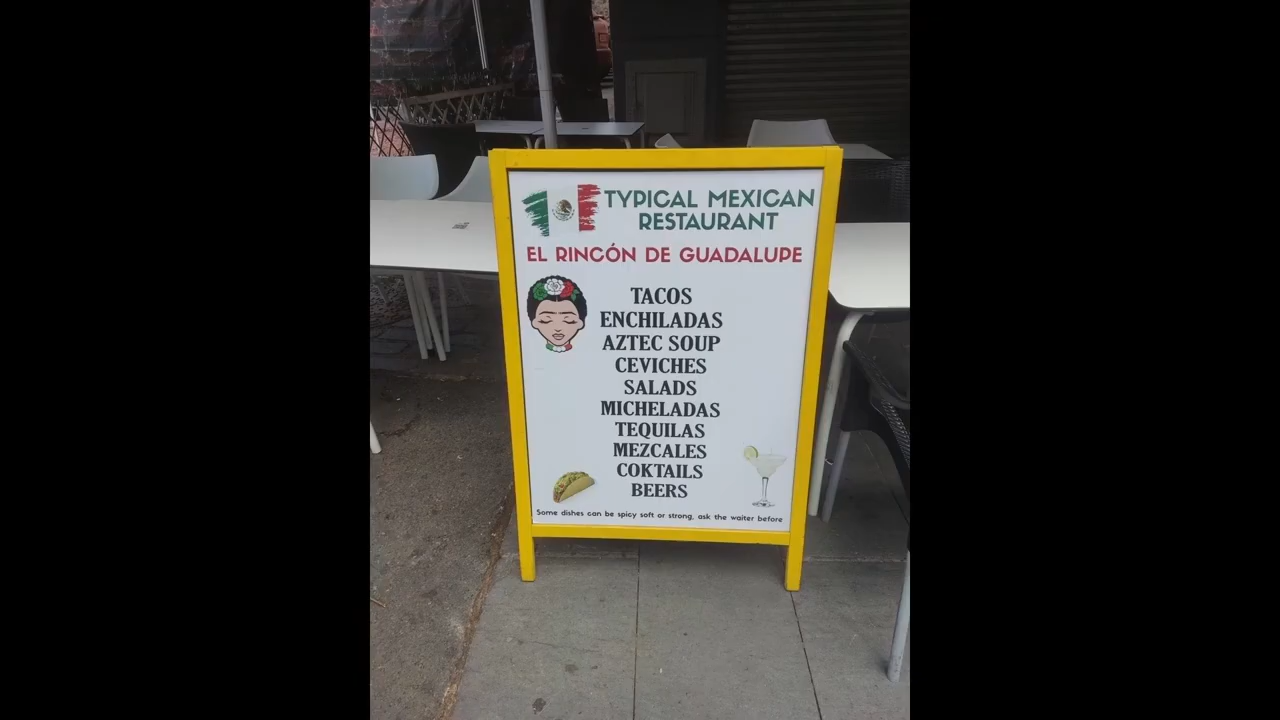 TYPICAL MEXICAN
RESTAURANT
EL RINCÓN DE GUADALUPE
TACOS
ENCHILADAS
AZTEC SOUP
CEVICHES
SALADS
MICHELADAS
TEQUILAS
MEZCALES
COKTAILS
BEERS
Some dishes can be spicy soft or strong, ask the waiter before